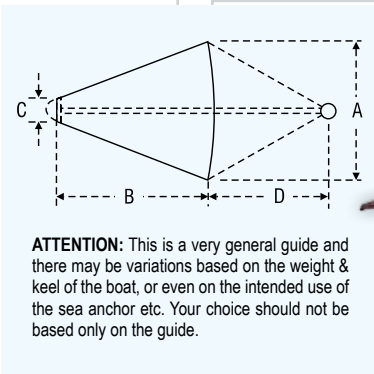 C
A
B
D
ATTENTION: This is a very general guide and
there may be variations based on the weight &
keel of the boat, or even on the intended use of
the sea anchor etc. Your choice should not be
based only on the guide.